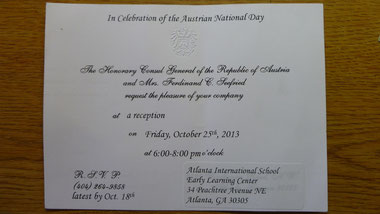 In Celebration of the Austrian National Day
The Honorary Consul General of the Republic of Austria
and Mrs. Ferdinand C. Seefried
request the pleasure of your company
at a reception
on Friday, October 25th, 2013
at 6:00-8:00 pm o'clock
R. S. V. P
(404) 264-9858
latest by Oct. 18th
Atlanta International School
Early Learning Center
34 Peachtree Avenue NE
Atlanta, GA 30305